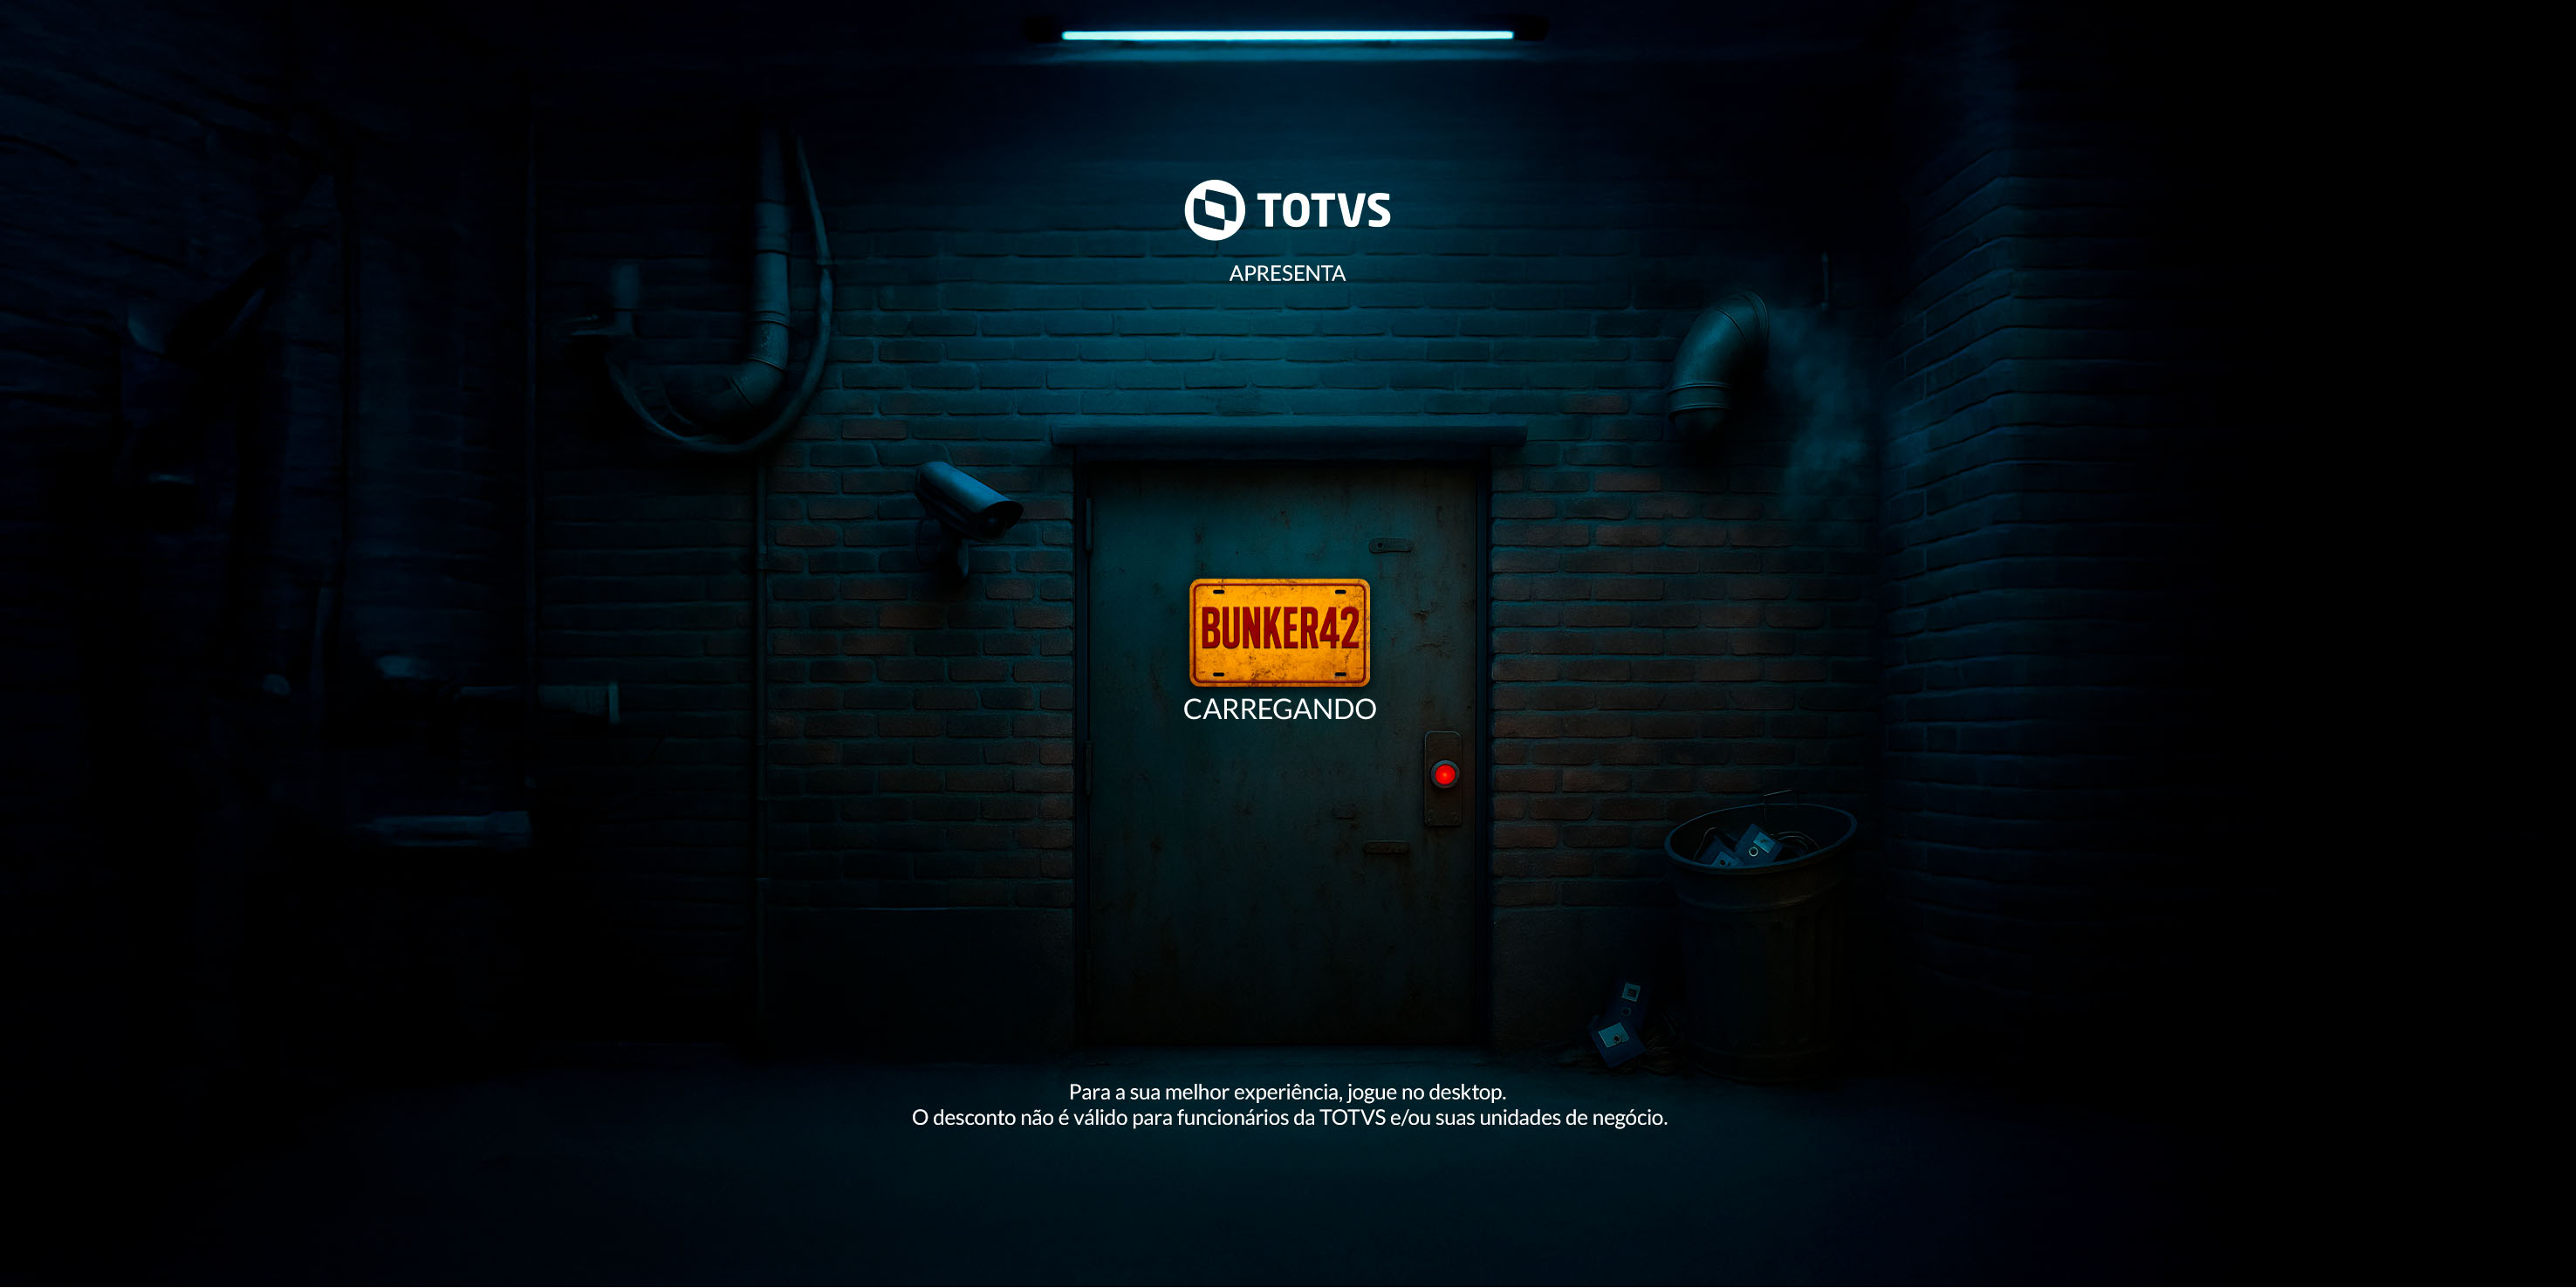 TOTVS
APRESENTA
BUNKER42
CARREGANDO
Para a sua melhor experiência, jogue no desktop.
O desconto não é válido para funcionários da TOTVS e/ou suas unidades de negócio.